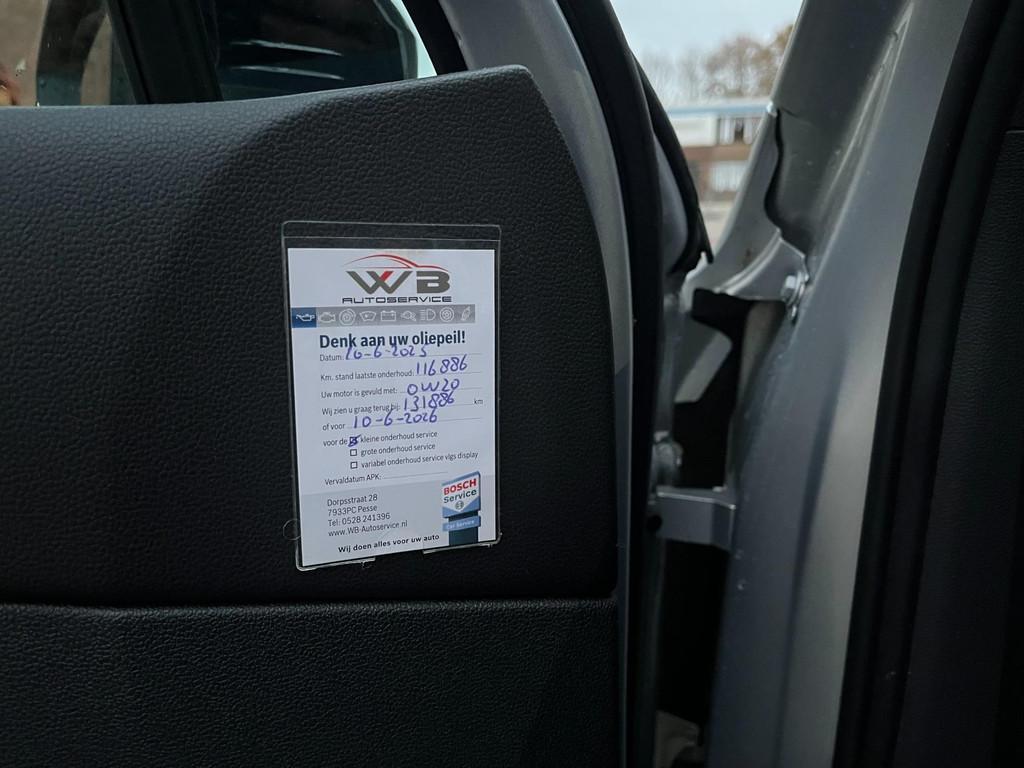 WB
AUTOSERVICE
Denk aan uw oliepeil!
Datum: 10-6-2025
Km. stand laatste onderhoud: 116886
Uw motor is gevuld met: 0W20
Wij zien u graag terug bij: 131886 km
of voor 10-6-2026
voor de kleine onderhoud service
grote onderhoud service
variabel onderhoud service vlgs display
Vervaldatum APK:
Dorpsstraat 28
7933PC Pesse
Tel: 0528 241396
www.WB-Autoservice.nl
BOSCH
Service
Car Service
Wij doen alles voor uw auto